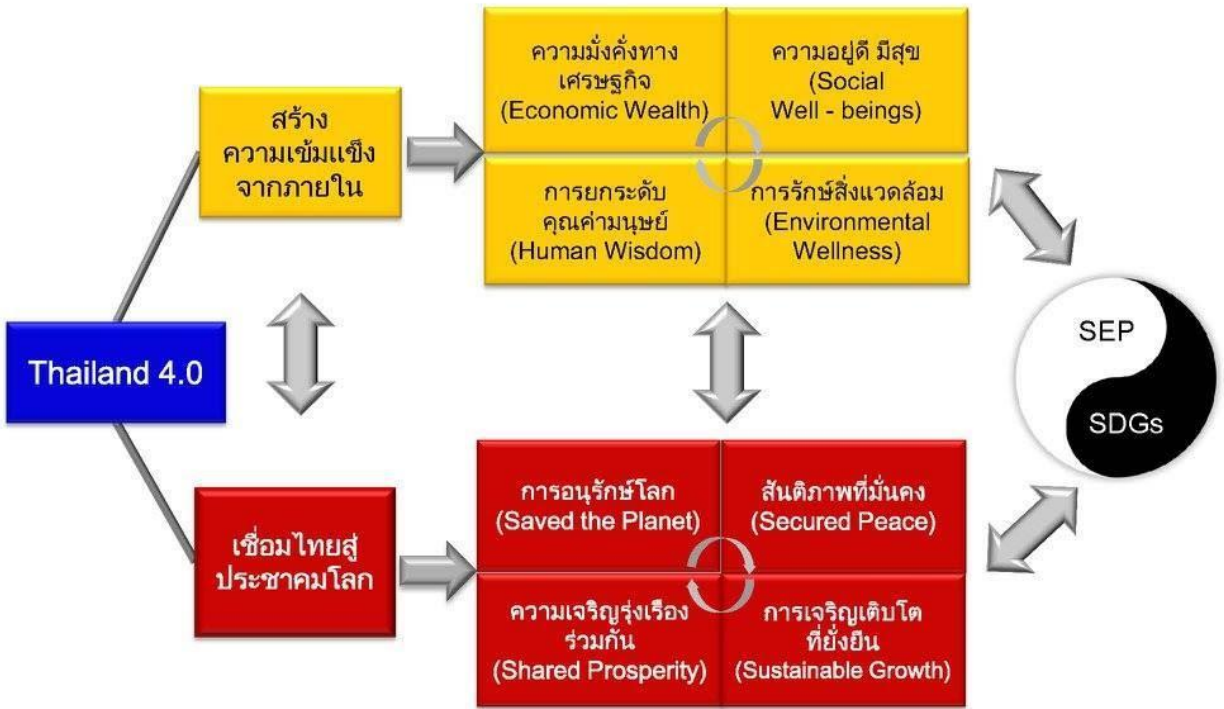 Thailand 4.0
สร้าง
ความเข้มแข็ง
จากภายใน
ความมั่งคั่งทาง
เศรษฐกิจ
(Economic Wealth)
ความอยู่ดี มีสุข
(Social
Well - beings)
การยกระดับ
คุณค่ามนุษย์
(Human Wisdom)
การรักษ์สิ่งแวดล้อม
(Environmental
Wellness)
เชื่อมไทยสู่
ประชาคมโลก
การอนุรักษ์โลก
(Saved the Planet)
สันติภาพที่มั่นคง
(Secured Peace)
ความเจริญรุ่งเรือง
ร่วมกัน
(Shared Prosperity)
การเจริญเติบโต
ที่ยั่งยืน
(Sustainable Growth)
SEP
SDGs